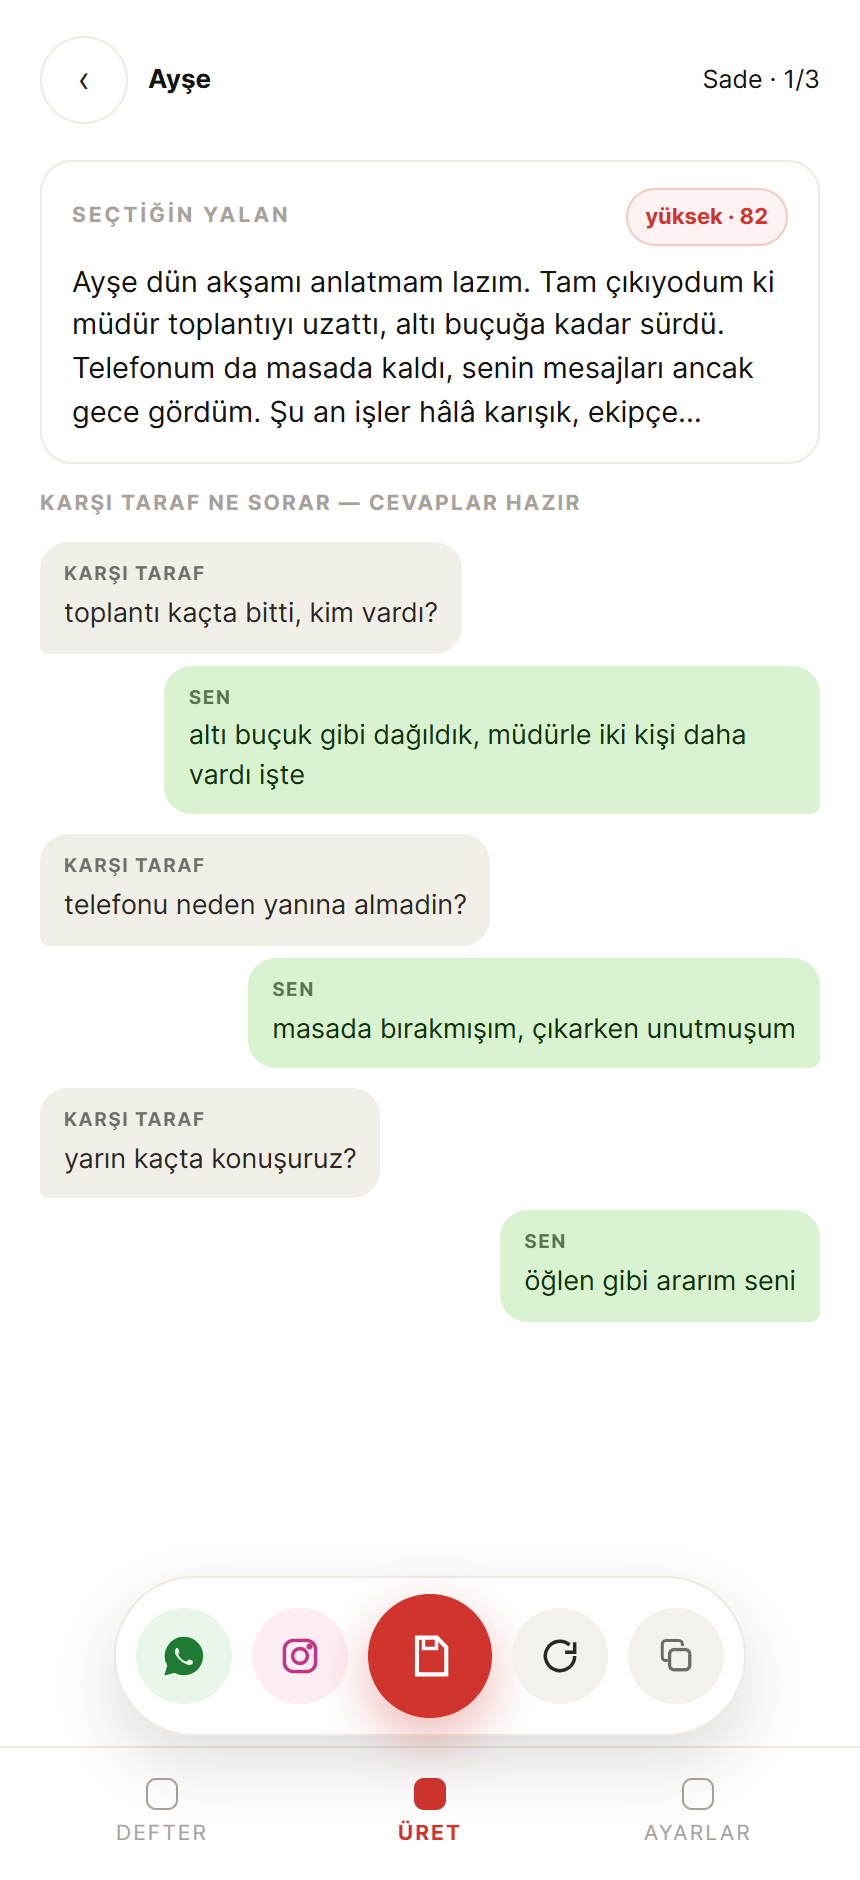 ‹ Ayşe Sade · 1/3
SEÇTİĞİN YALAN yüksek · 82
Ayşe dün akşamı anlatmam lazım. Tam çıkıyodum ki
müdür toplantıyı uzattı, altı buçuğa kadar sürdü.
Telefonum da masada kaldı, senin mesajları ancak
gece gördüm. Şu an işler hâlâ karışık, ekipçe...
KARŞI TARAF NE SORAR — CEVAPLAR HAZIR
KARŞI TARAF
toplantı kaçta bitti, kim vardı?
SEN
altı buçuk gibi dağıldık, müdürle iki kişi daha
vardı işte
KARŞI TARAF
telefonu neden yanına almadin?
SEN
masada bırakmışım, çıkarken unutmuşum
KARŞI TARAF
yarın kaçta konuşuruz?
SEN
öğlen gibi ararım seni
DEFTER ÜRET AYARLAR